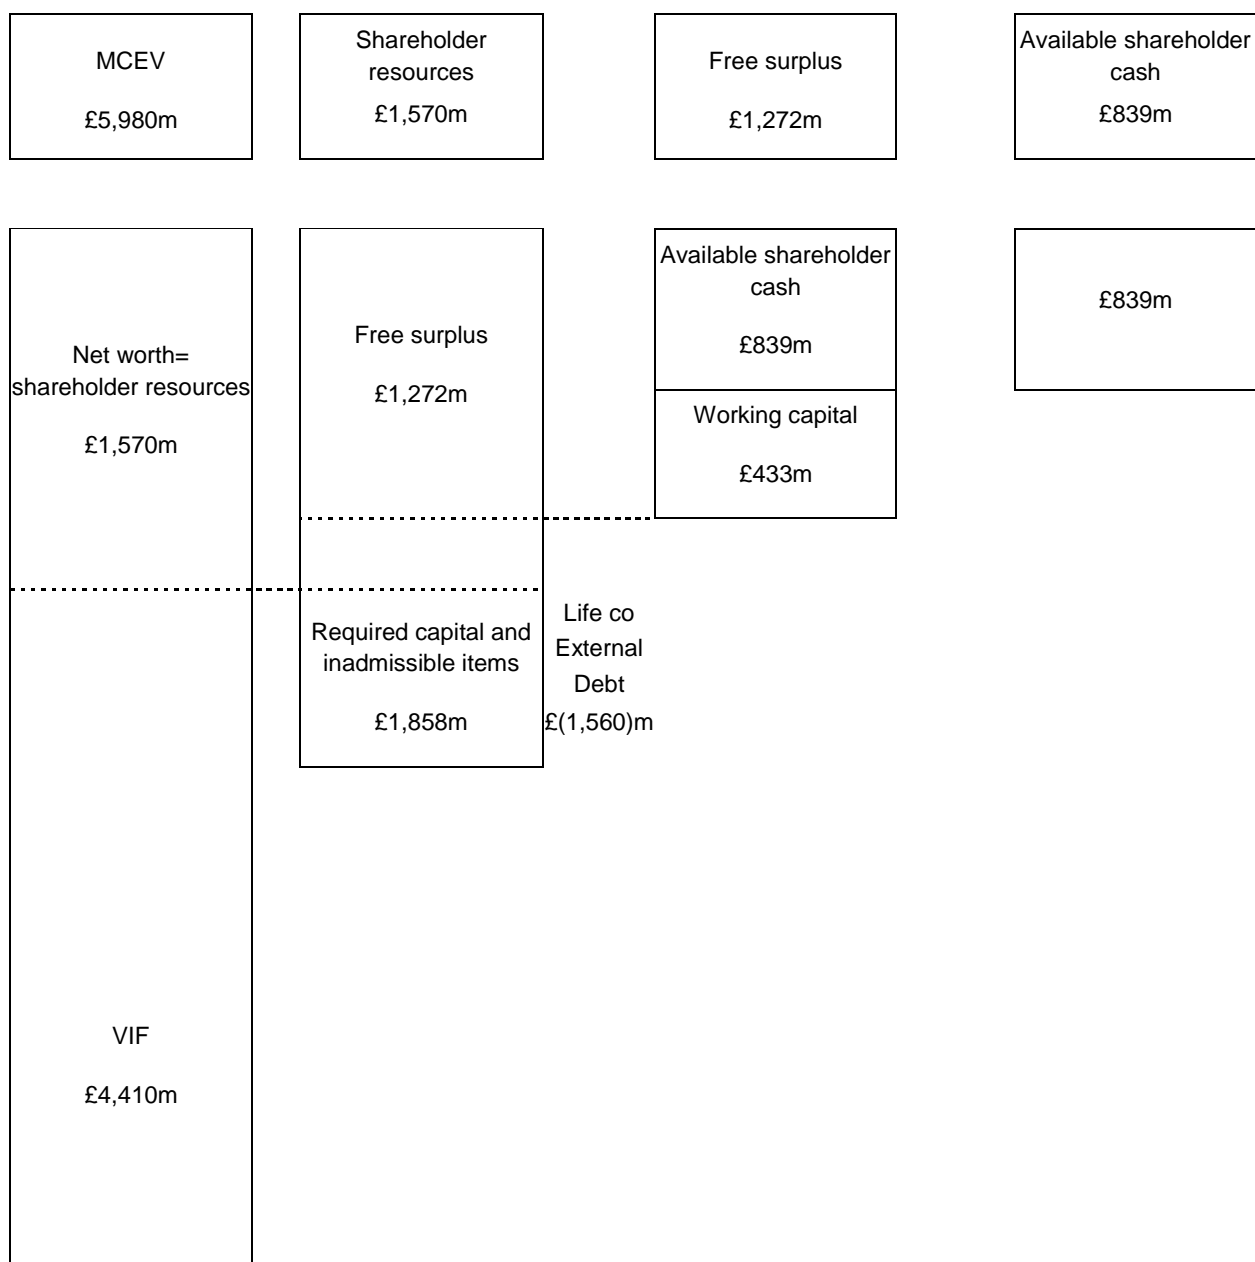 MCEV
£5,980m
Shareholder
resources
£1,570m
Free surplus
£1,272m
Available shareholder
cash
£839m
Net worth=
shareholder resources
£1,570m
VIF
£4,410m
Free surplus
£1,272m
Required capital and
inadmissible items
£1,858m
Life co
External
Debt
£(1,560)m
Available shareholder
cash
£839m
Working capital
£433m
£839m